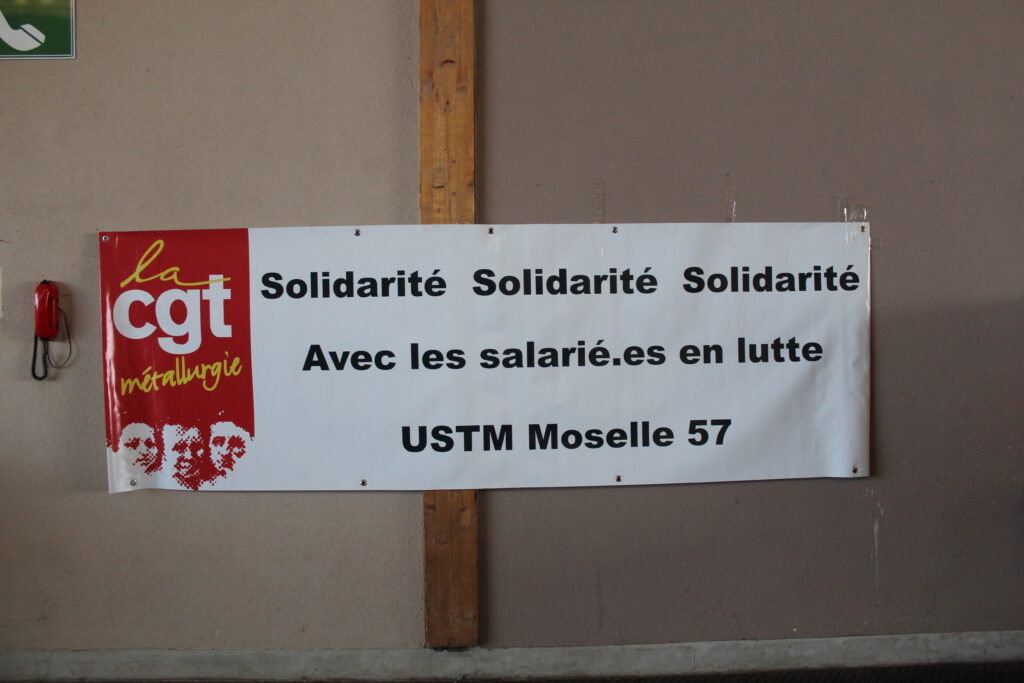 la
cgt
métallurgie
Solidarité Solidarité Solidarité
Avec les salarié.es en lutte
USTM Moselle 57